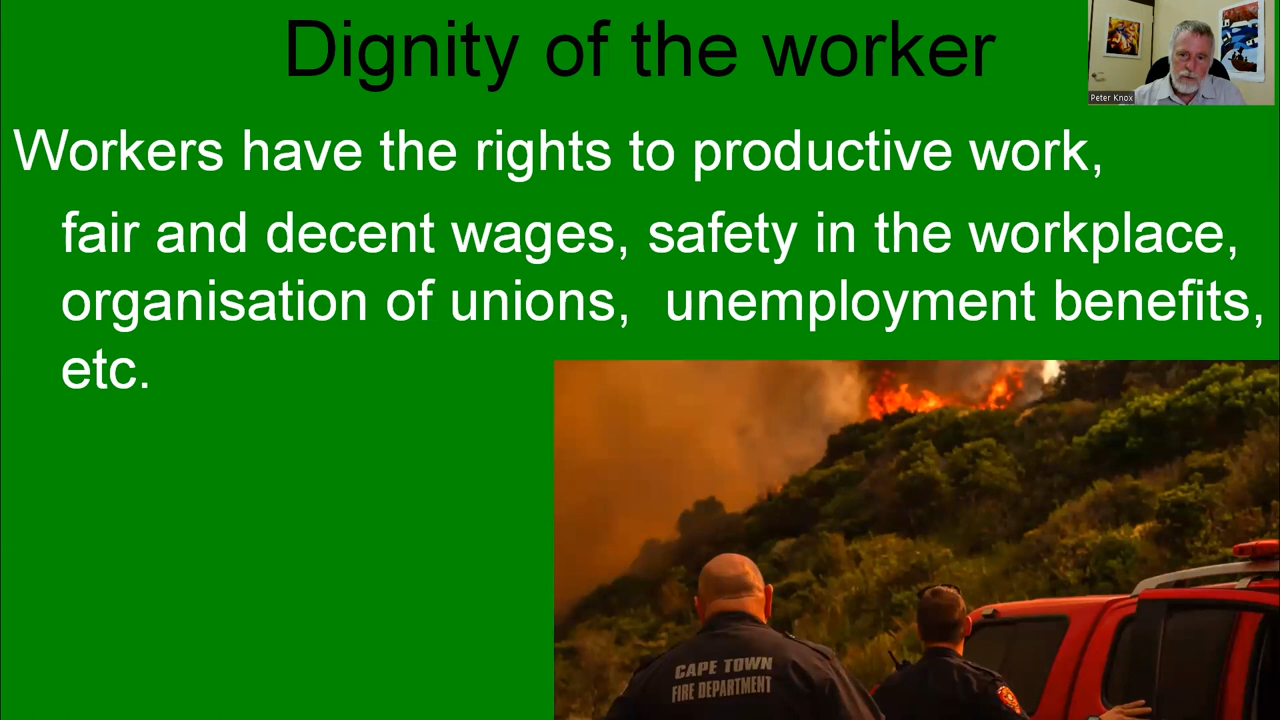 Dignity of the worker
Peter Knox
Workers have the rights to productive work,
fair and decent wages, safety in the workplace,
organisation of unions,  unemployment benefits,
etc.
CAPE TOWN
FIRE DEPARTMENT